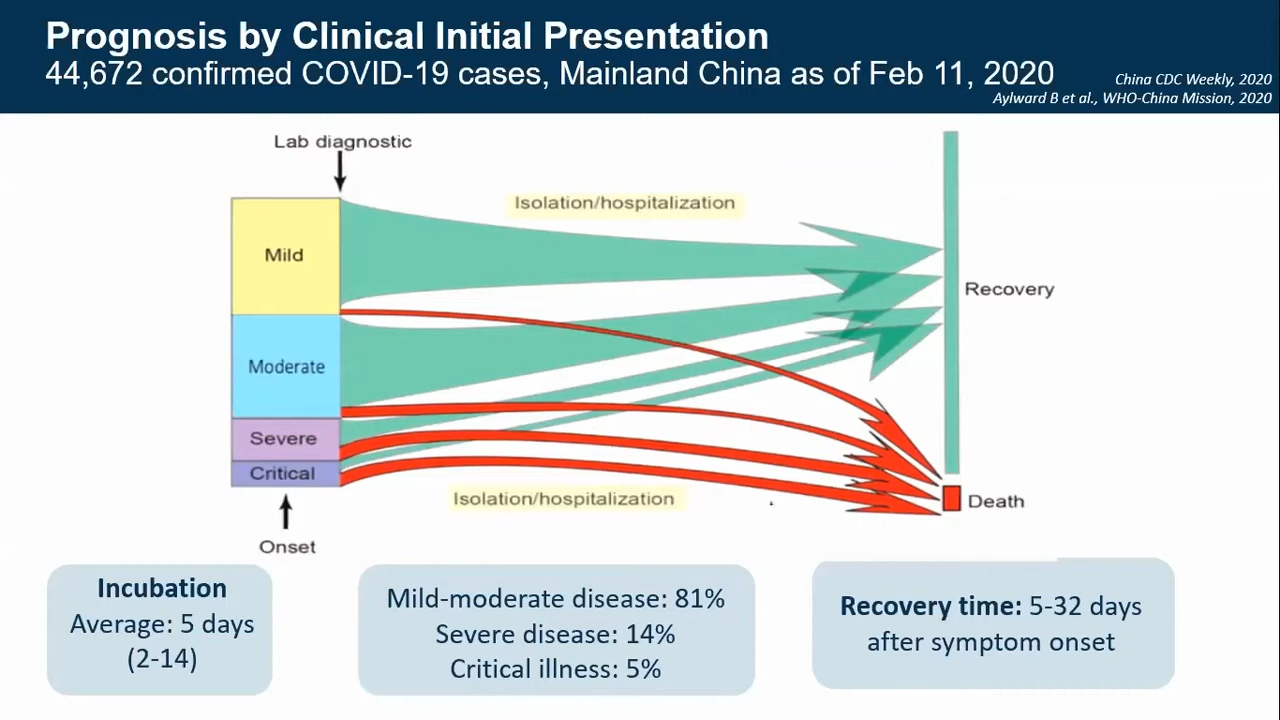 Prognosis by Clinical Initial Presentation
44,672 confirmed COVID-19 cases, Mainland China as of Feb 11, 2020
China CDC Weekly, 2020
Aylward B et al., WHO-China Mission, 2020
Lab diagnostic
Isolation/hospitalization
Mild
Recovery
Moderate
Severe
Critical
Isolation/hospitalization
Death
Onset
Incubation
Average: 5 days
(2-14)
Mild-moderate disease: 81%
Severe disease: 14%
Critical illness: 5%
Recovery time: 5-32 days
after symptom onset